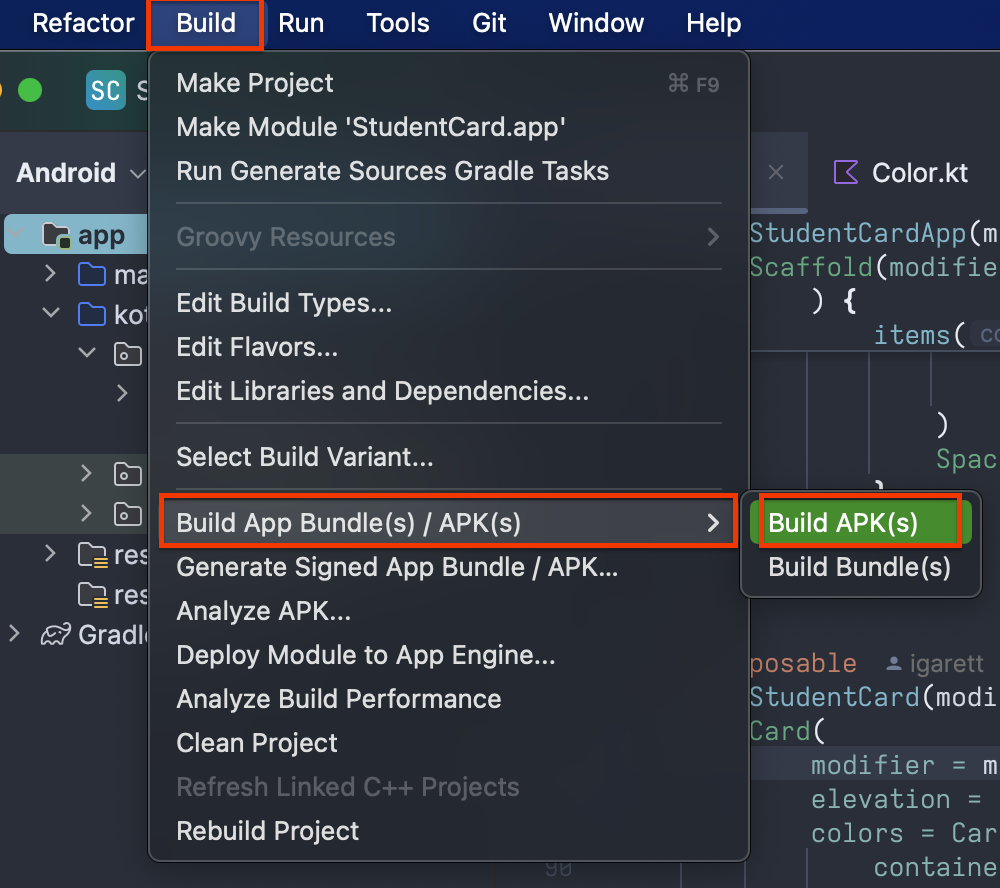 Refactor Build Run Tools Git Window Help
SC S
Android
app
ma
kot
res
res
Gradle
Make Project ⌘ F9
Make Module 'StudentCard.app'
Run Generate Sources Gradle Tasks
Groovy Resources
Edit Build Types...
Edit Flavors...
Edit Libraries and Dependencies...
Select Build Variant...
Build App Bundle(s) / APK(s)
Generate Signed App Bundle / APK...
Analyze APK...
Deploy Module to App Engine...
Analyze Build Performance
Clean Project
Refresh Linked C++ Projects
Rebuild Project
Build APK(s)
Build Bundle(s)
Color.kt
StudentCardApp(m
Scaffold(modifie
) {
items( co
)
Spac
}
posable igarett
StudentCard(modi
Card(
modifier = m
elevation =
colors = Car
90 containe